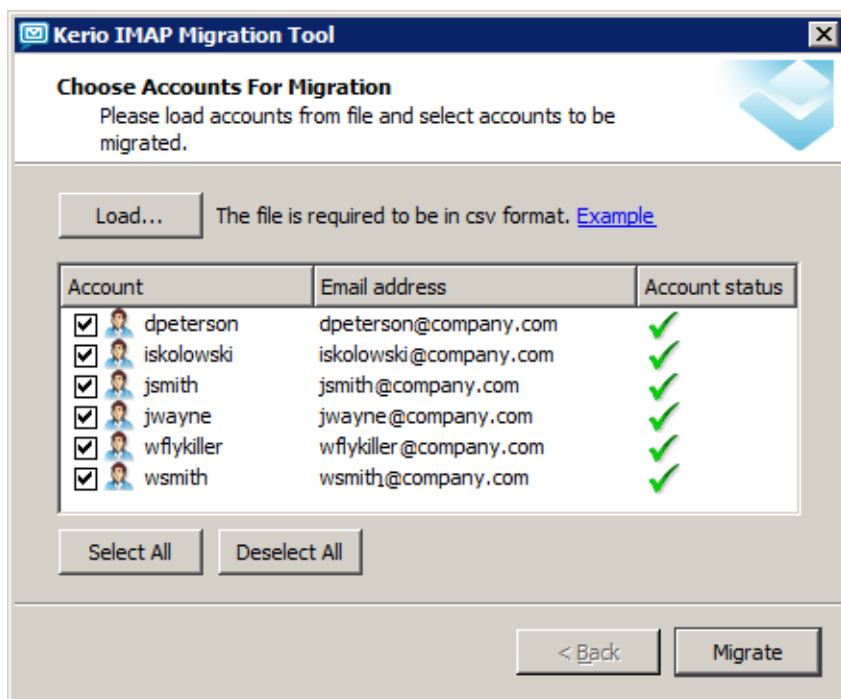 Kerio IMAP Migration Tool
Choose Accounts For Migration
Please load accounts from file and select accounts to be
migrated.
Load... The file is required to be in csv format. Example
Account Email address Account status
dpeterson dpeterson@company.com
iskolowski iskolowski@company.com
jsmith jsmith@company.com
jwayne jwayne@company.com
wflykiller wflykiller@company.com
wsmith wsmith@company.com
Select All Deselect All
< Back Migrate